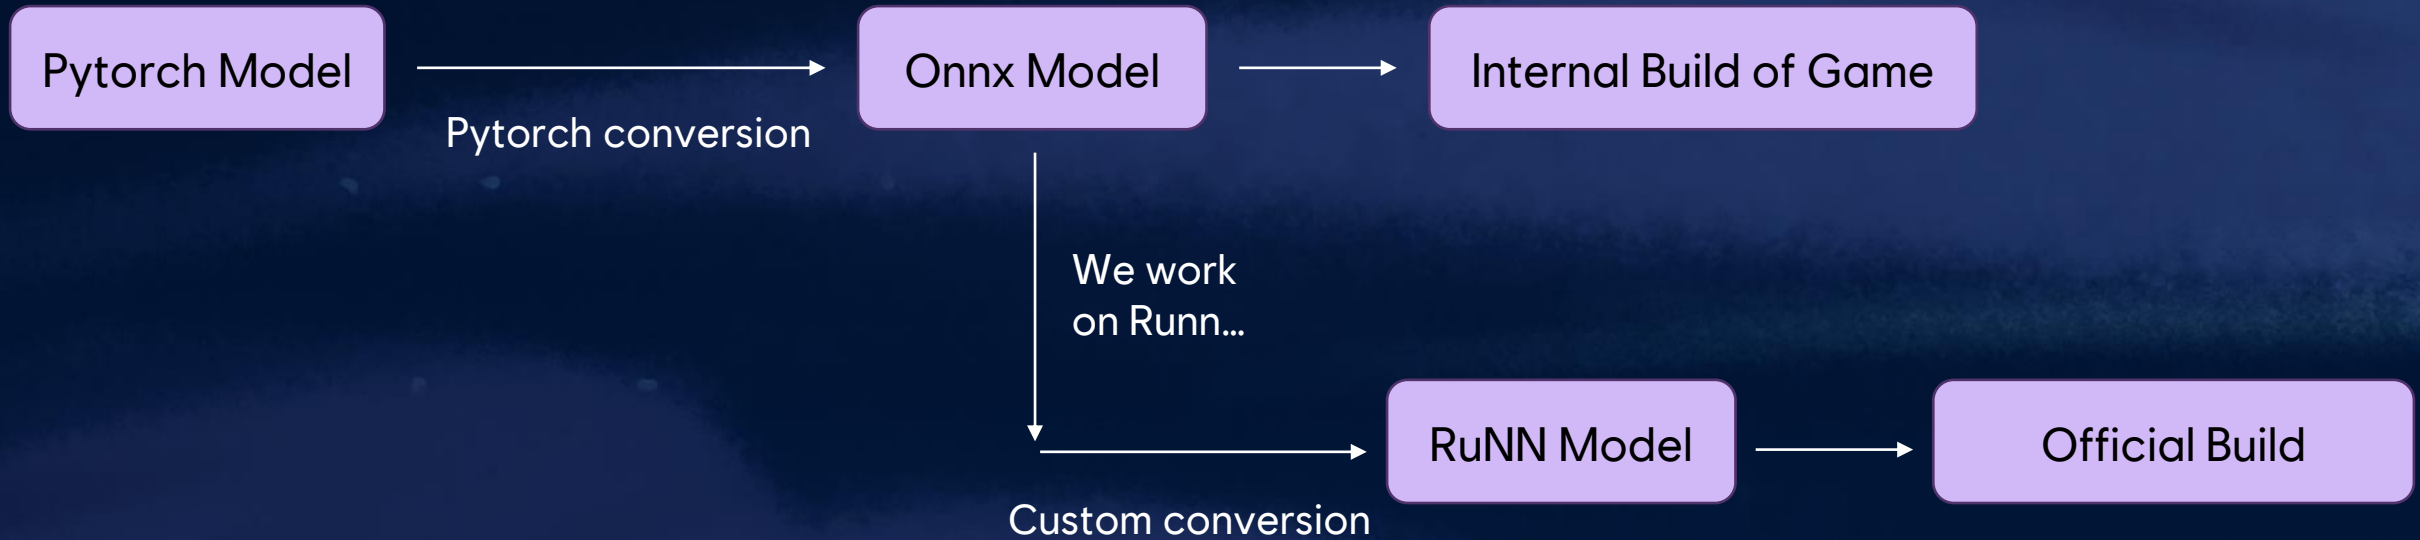 Pytorch Model
Onnx Model
Internal Build of Game
Pytorch conversion
We work
on Runn...
RuNN Model
Official Build
Custom conversion